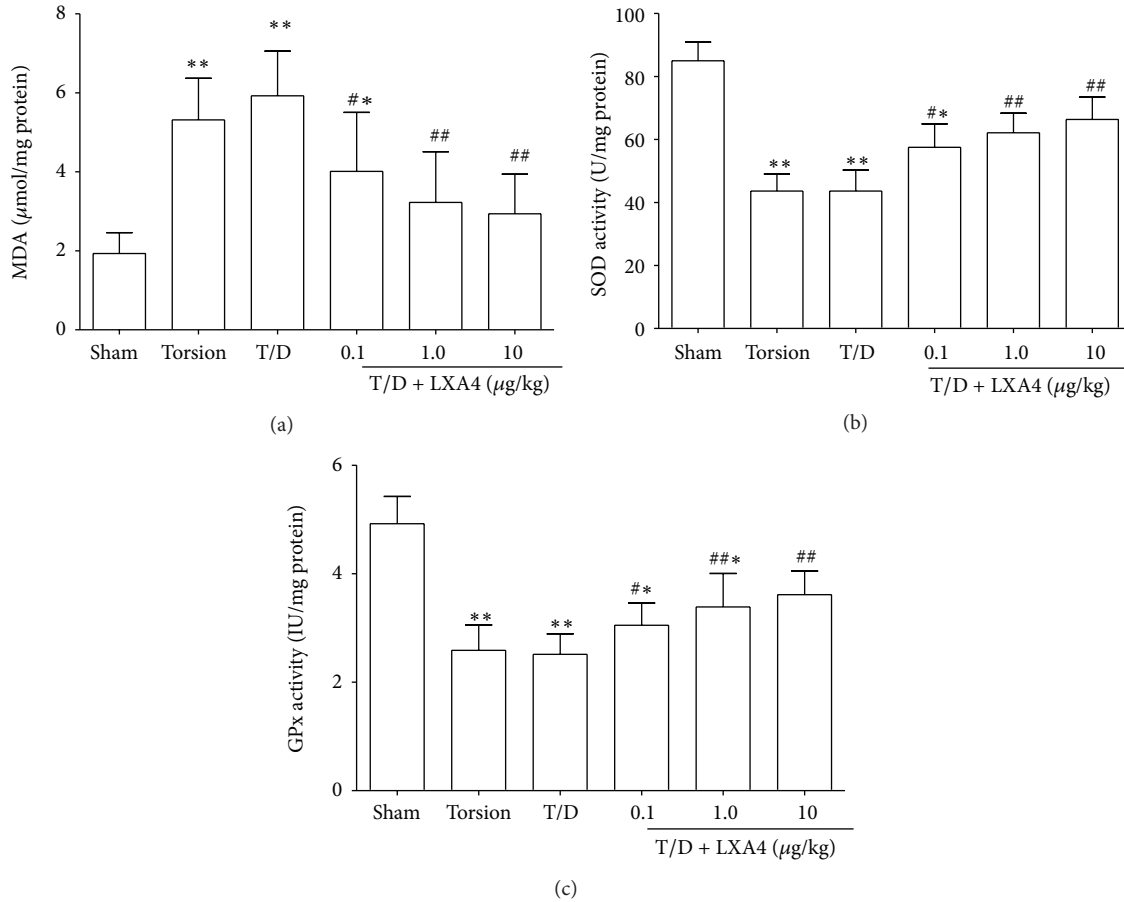 8
6
4
2
0
MDA (μmol/mg protein)
**
**
#*
##
##
Sham
Torsion
T/D
0.1
1.0
10
T/D + LXA4 (μg/kg)
(a)
100
80
60
40
20
0
SOD activity (U/mg protein)
**
**
#*
##
##
Sham
Torsion
T/D
0.1
1.0
10
T/D + LXA4 (μg/kg)
(b)
6
4
2
0
GPx activity (IU/mg protein)
**
**
#*
##*
##
Sham
Torsion
T/D
0.1
1.0
10
T/D + LXA4 (μg/kg)
(c)